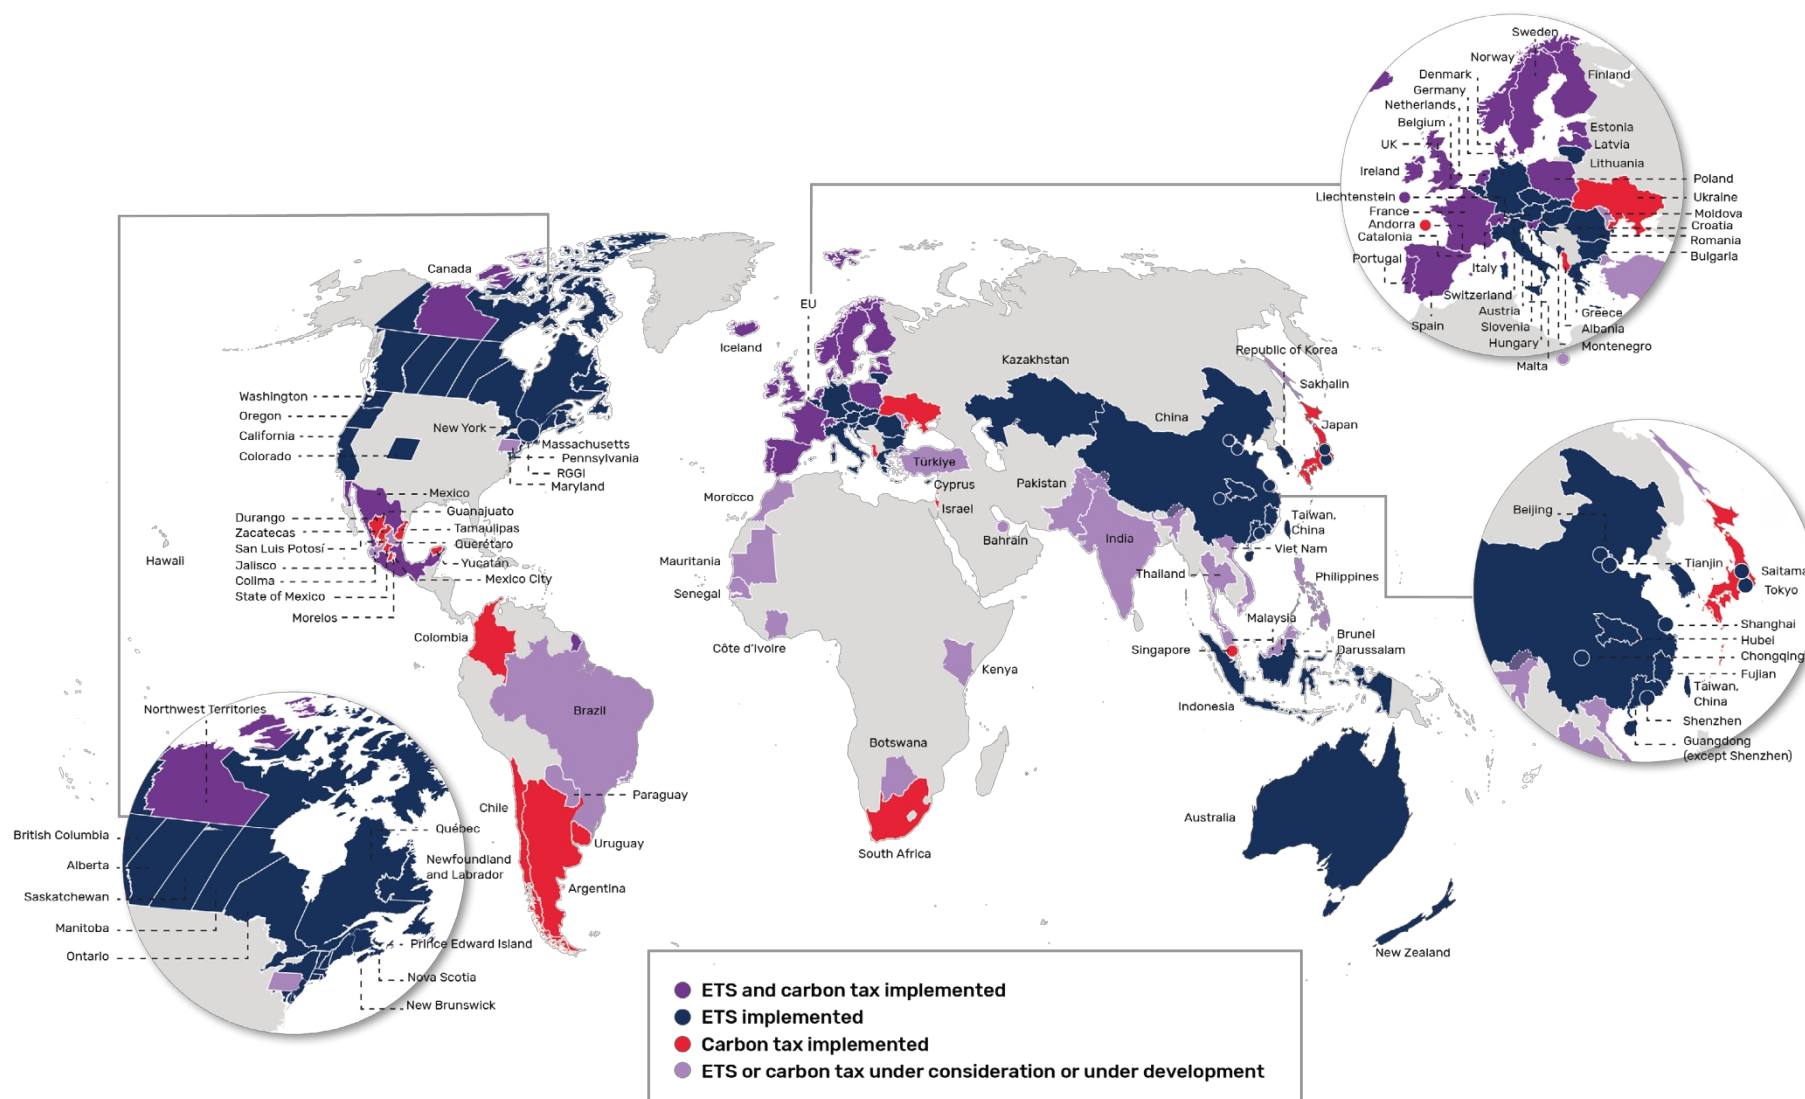 Sweden
Norway
Finland
Denmark
Germany
Netherlands
Belgium
Estonia
UK
Latvia
Lithuania
Ireland
Poland
Liechtenstein
Ukraine
France
Moldova
Andorra
Croatia
Catalonia
Romania
Portugal
Bulgaria
Italy
Switzerland
Austria
Greece
Spain
Slovenia
Albania
Hungary
Montenegro
Malta
Canada
EU
Iceland
Kazakhstan
Republic of Korea
Sakhalin
Washington
Oregon
California
Colorado
New York
Massachusetts
Pennsylvania
RGGI
Maryland
China
Japan
Türkiye
Cyprus
Israel
Pakistan
Morocco
Mexico
Guanajuato
Durango
Tamaulipas
Zacatecas
Querétaro
San Luis Potosí
Yucatán
Jalisco
Mexico City
Colima
State of Mexico
Morelos
Hawaii
Bahrain
India
Taiwan,
China
Viet Nam
Mauritania
Thailand
Philippines
Senegal
Malaysia
Colombia
Côte d'Ivoire
Kenya
Singapore
Brunei
Darussalam
Indonesia
Beijing
Tianjin
Saitama
Tokyo
Shanghai
Hubei
Chongqing
Fujian
Taiwan,
China
Shenzhen
Guangdong
(except Shenzhen)
Northwest Territories
Brazil
Botswana
Paraguay
Chile
Uruguay
Argentina
South Africa
Australia
New Zealand
British Columbia
Québec
Alberta
Newfoundland
and Labrador
Saskatchewan
Manitoba
Ontario
Prince Edward Island
Nova Scotia
New Brunswick
ETS and carbon tax implemented
ETS implemented
Carbon tax implemented
ETS or carbon tax under consideration or under development